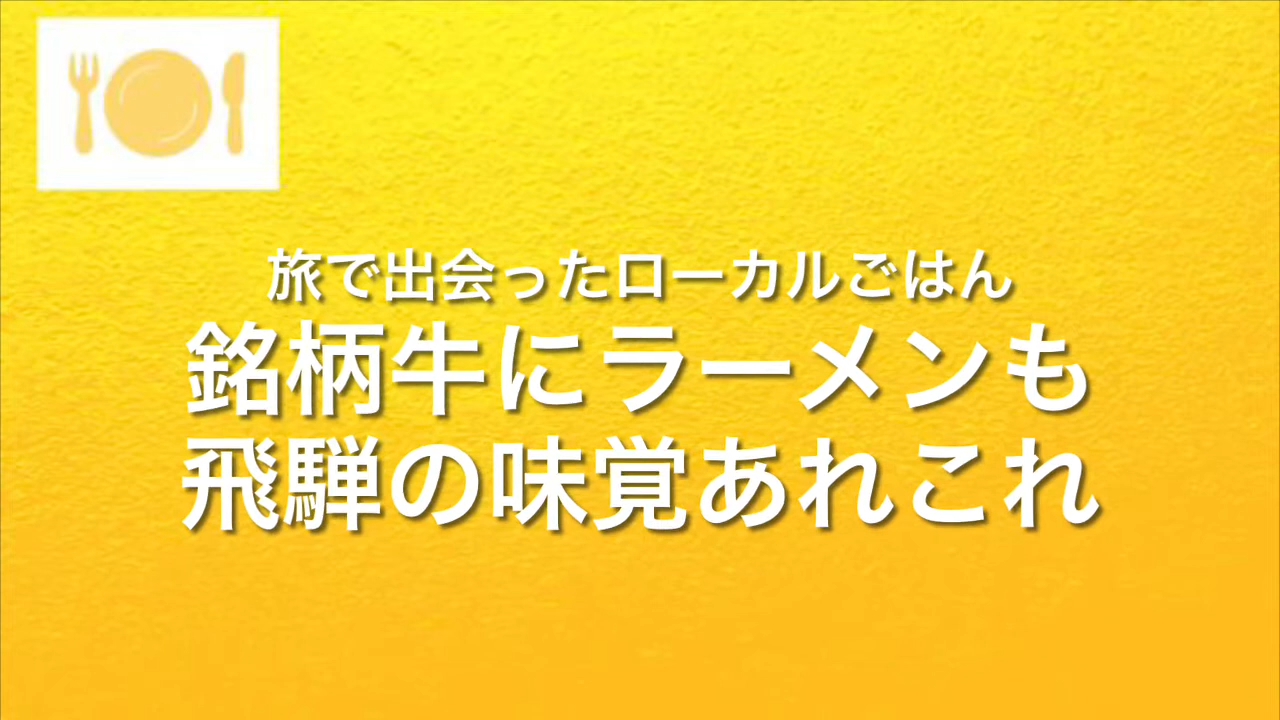 旅で出会ったローカルごはん
銘柄牛にラーメンも
飛騨の味覚あれこれ